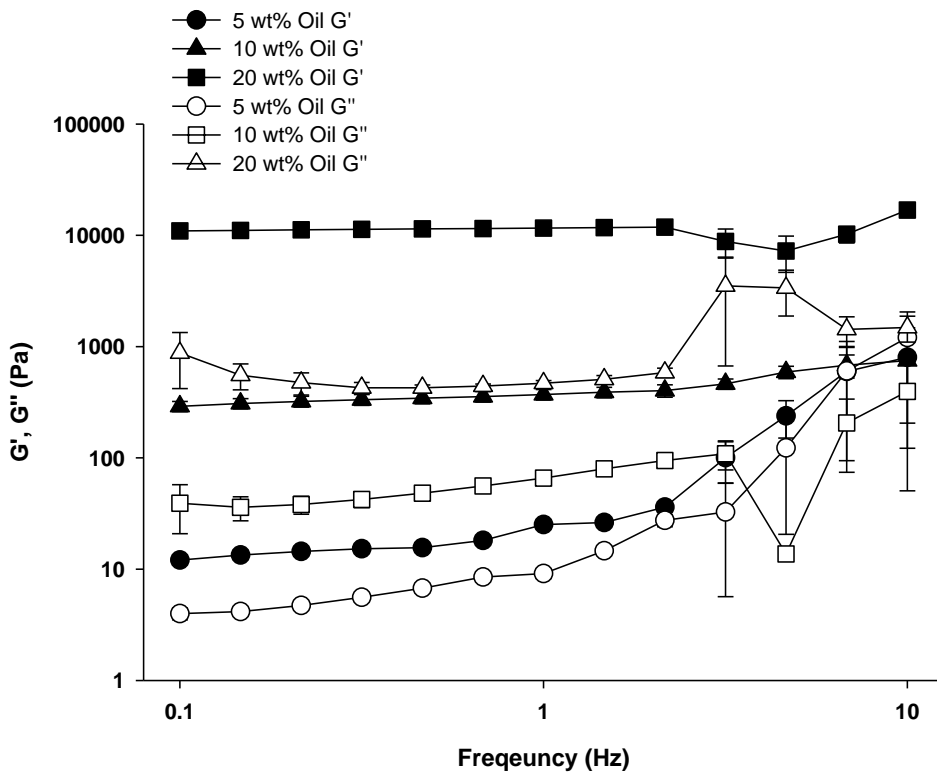 5 wt% Oil G'
10 wt% Oil G'
20 wt% Oil G'
5 wt% Oil G''
10 wt% Oil G''
20 wt% Oil G''
100000
10000
1000
100
10
1
G', G'' (Pa)
0.1
1
10
Freqeuncy (Hz)